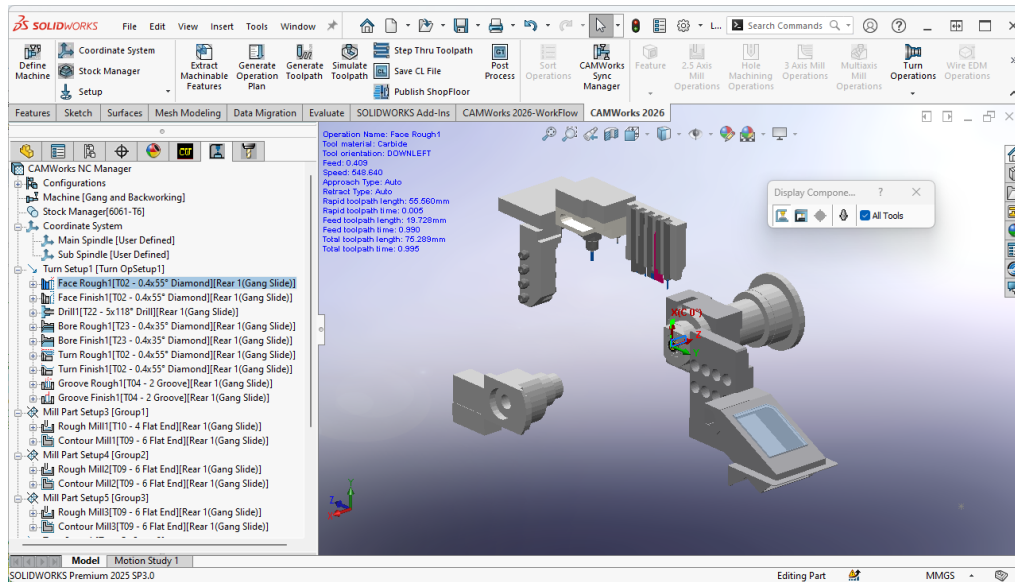 SOLIDWORKS File Edit View Insert Tools Window L... Search Commands
Define Machine
Coordinate System
Stock Manager
Setup
Extract Machinable Features
Generate Operation Plan
Generate Toolpath
Simulate Toolpath
Step Thru Toolpath
Save CL File
Publish ShopFloor
Post Process
Sort Operations
CAMWorks Sync Manager
Feature
2.5 Axis Mill Operations
Hole Machining Operations
3 Axis Mill Operations
Multiaxis Mill Operations
Turn Operations
Wire EDM Operations
Features Sketch Surfaces Mesh Modeling Data Migration Evaluate SOLIDWORKS Add-Ins CAMWorks 2026-WorkFlow CAMWorks 2026
CAMWorks NC Manager
Configurations
Machine [Gang and Backworking]
Stock Manager[6061-T6]
Coordinate System
Main Spindle [User Defined]
Sub Spindle [User Defined]
Turn Setup1 [Turn OpSetup1]
Face Rough1[T02 - 0.4x55° Diamond][Rear 1(Gang Slide)]
Face Finish1[T02 - 0.4x55° Diamond][Rear 1(Gang Slide)]
Drill1[T22 - 5x118° Drill][Rear 1(Gang Slide)]
Bore Rough1[T23 - 0.4x35° Diamond][Rear 1(Gang Slide)]
Bore Finish1[T23 - 0.4x35° Diamond][Rear 1(Gang Slide)]
Turn Rough1[T02 - 0.4x55° Diamond][Rear 1(Gang Slide)]
Turn Finish1[T02 - 0.4x55° Diamond][Rear 1(Gang Slide)]
Groove Rough1[T04 - 2 Groove][Rear 1(Gang Slide)]
Groove Finish1[T04 - 2 Groove][Rear 1(Gang Slide)]
Mill Part Setup3 [Group1]
Rough Mill1[T10 - 4 Flat End][Rear 1(Gang Slide)]
Contour Mill1[T09 - 6 Flat End][Rear 1(Gang Slide)]
Mill Part Setup4 [Group2]
Rough Mill2[T09 - 6 Flat End][Rear 1(Gang Slide)]
Contour Mill2[T09 - 6 Flat End][Rear 1(Gang Slide)]
Mill Part Setup5 [Group3]
Rough Mill3[T09 - 6 Flat End][Rear 1(Gang Slide)]
Contour Mill3[T09 - 6 Flat End][Rear 1(Gang Slide)]
Operation Name: Face Rough1
Tool material: Carbide
Tool orientation: DOWNLEFT
Feed: 0.409
Speed: 548.640
Approach Type: Auto
Retract Type: Auto
Rapid toolpath length: 55.560mm
Rapid toolpath time: 0.005
Feed toolpath length: 19.728mm
Feed toolpath time: 0.990
Total toolpath length: 75.289mm
Total toolpath time: 0.995
Display Compone... ?
All Tools
X(C 0°)
Z
Y
Y
Z
X
Model Motion Study 1
SOLIDWORKS Premium 2025 SP3.0 Editing Part MMGS